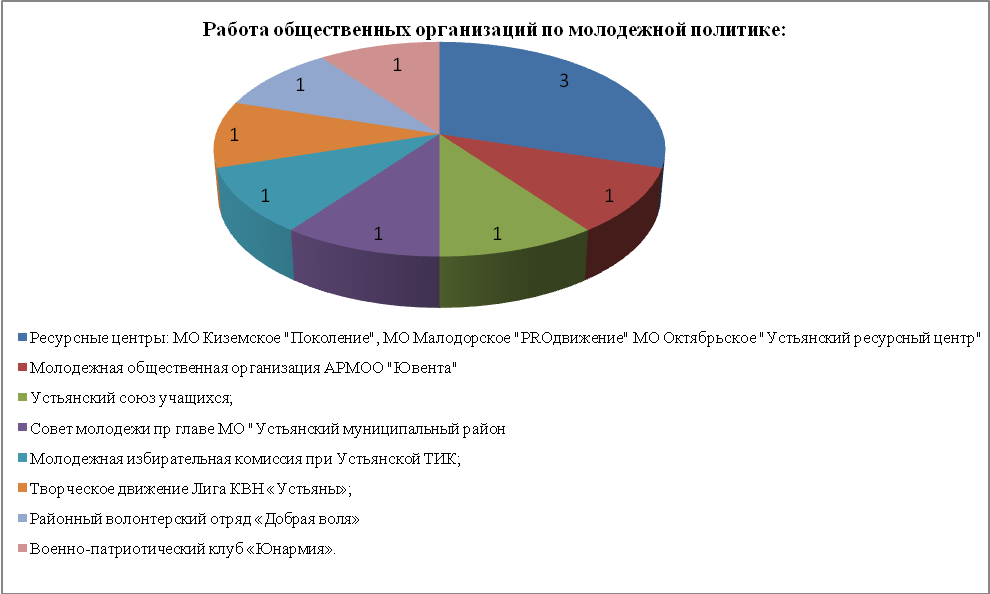 Работа общественных организаций по молодежной политике:
1
3
1
1
1
1
1
1
Ресурсные центры: МО Киземское "Поколение", МО Малодорское "PROдвижение" МО Октябрьское "Устьянский ресурсный центр"
Молодежная общественная организация АРМОО "Ювента"
Устьянский союз учащихся;
Совет молодежи пр главе МО "Устьянский муниципальный район
Молодежная избирательная комиссия при Устьянской ТИК;
Творческое движение Лига КВН «Устьяны»;
Районный волонтерский отряд «Добрая воля»
Военно-патриотический клуб «Юнармия».